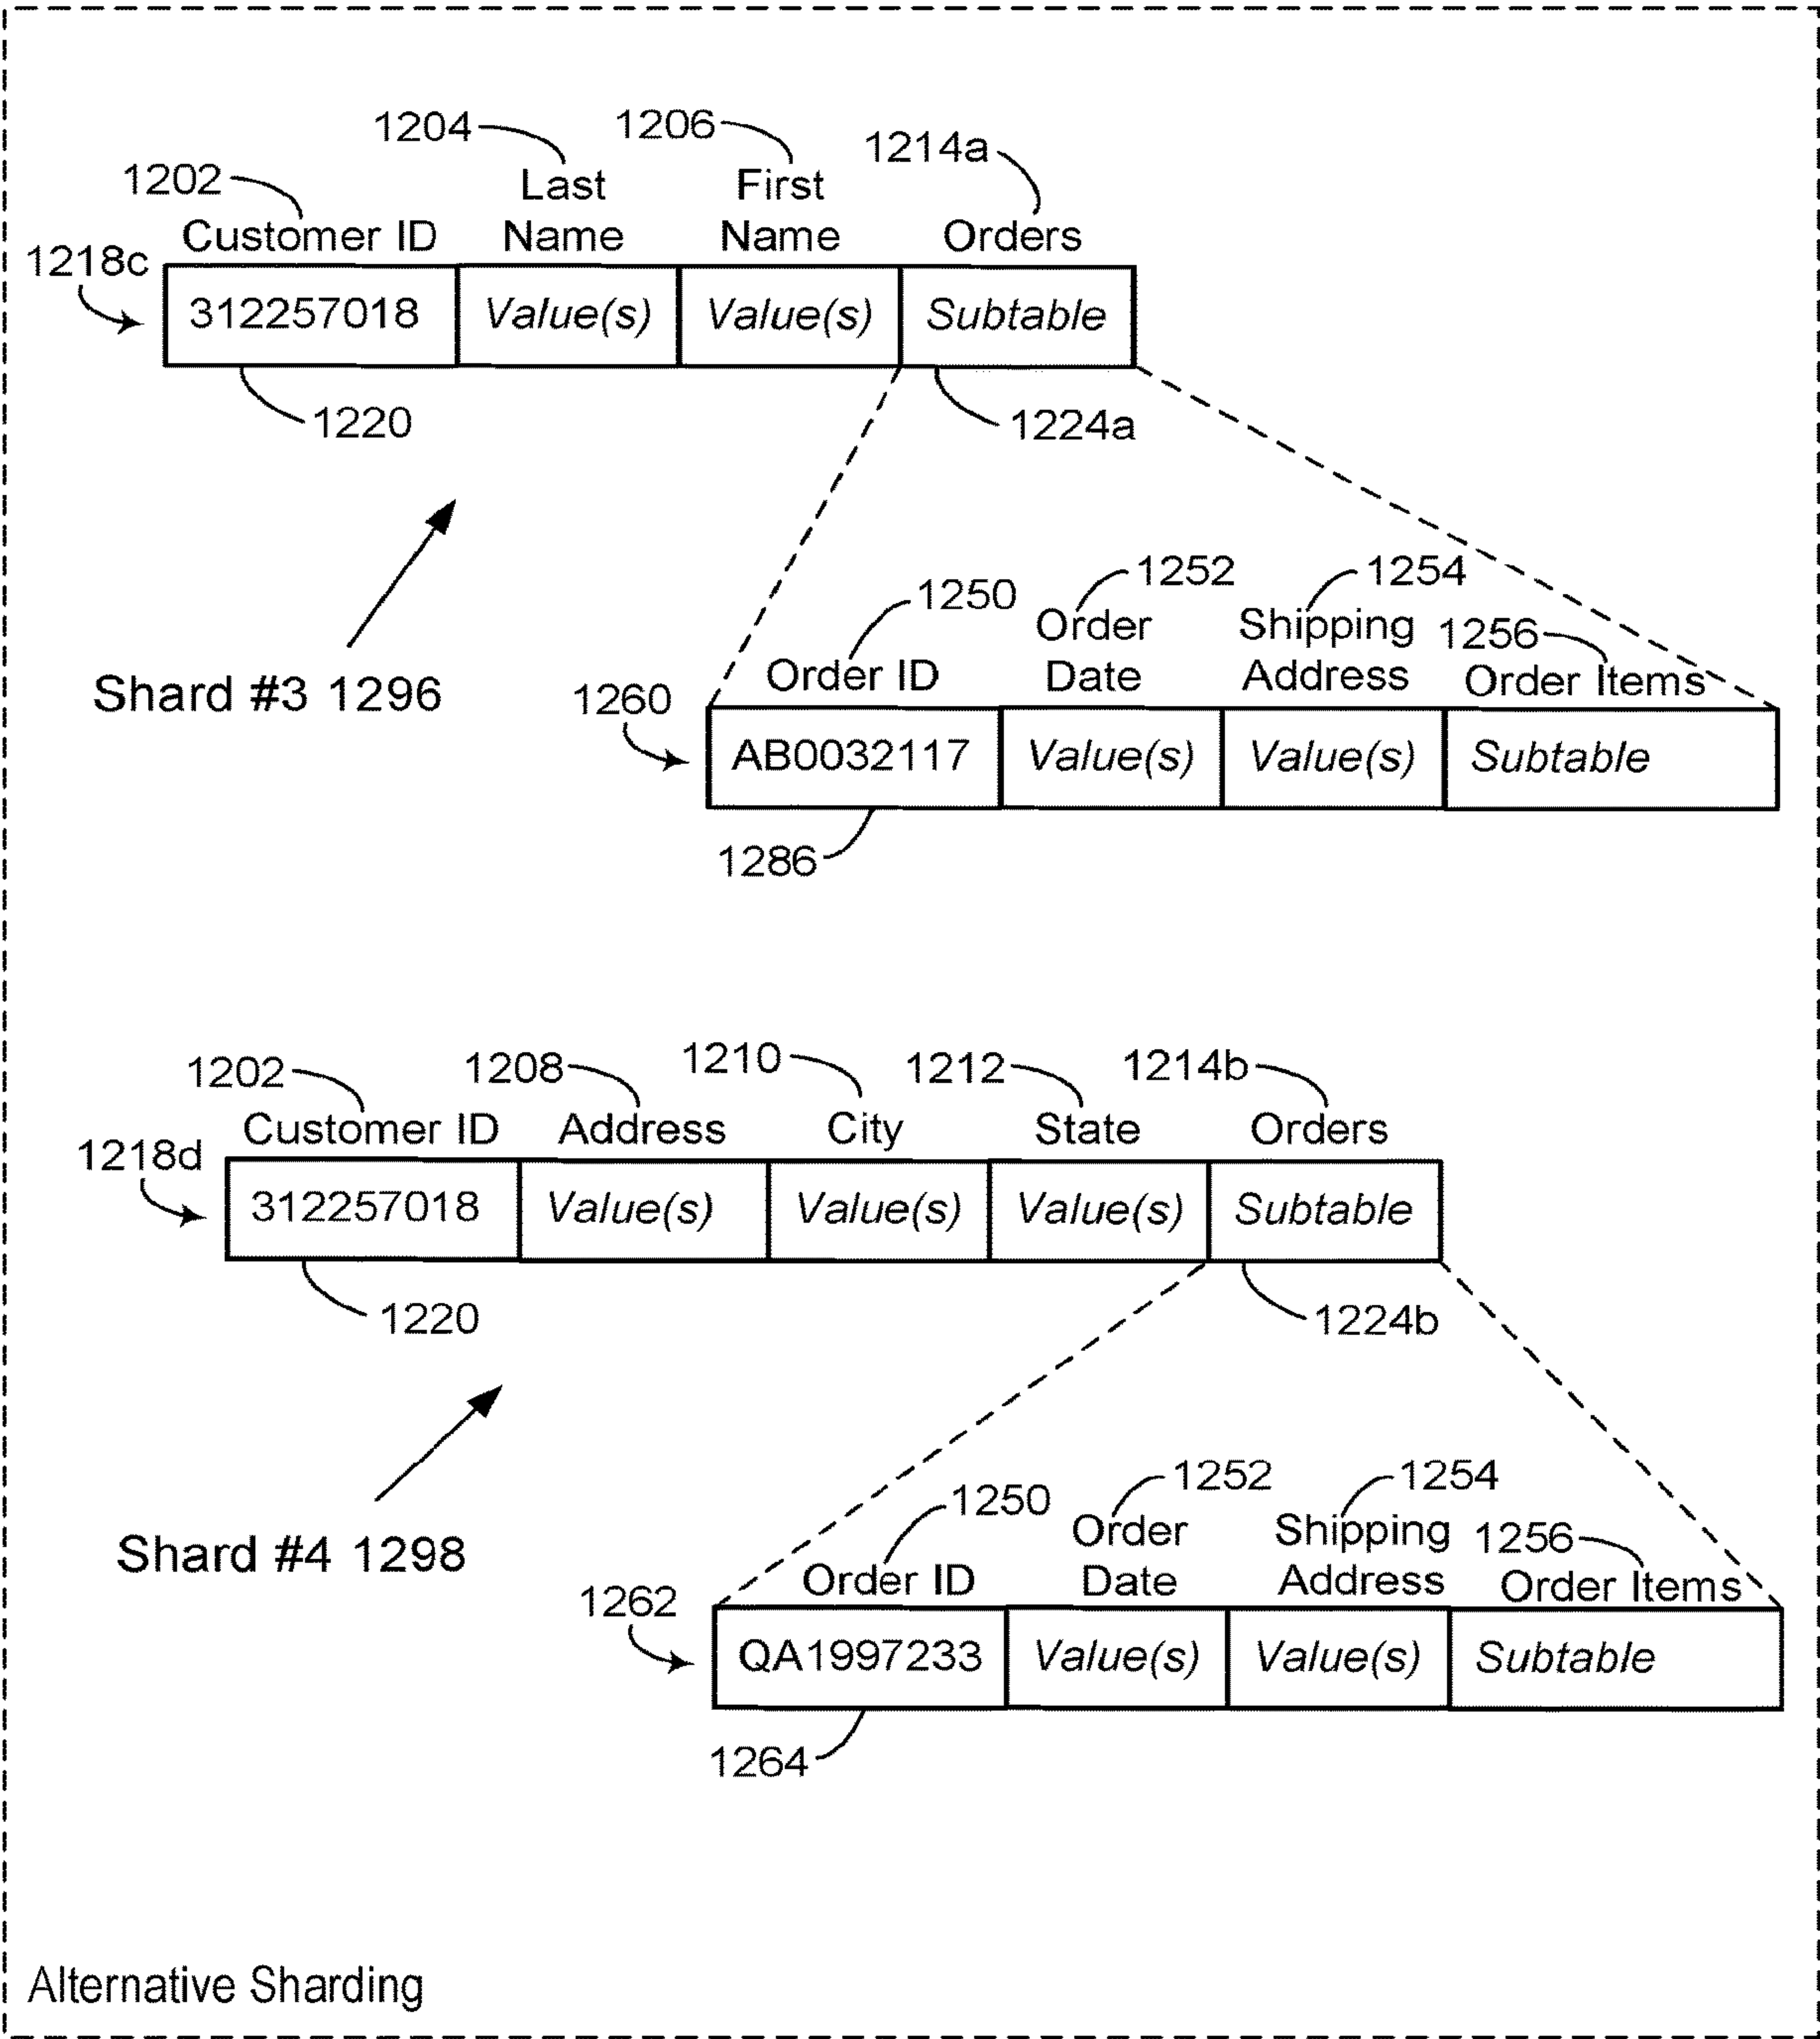 1204 1206 1214a
1202 Last First
Customer ID Name Name Orders
1218c
312257018 Value(s) Value(s) Subtable
1220 1224a
1252 1254
1250 Order Shipping 1256
Shard #3 1296 1260 Order ID Date Address Order Items
AB0032117 Value(s) Value(s) Subtable
1286
1202 1208 1210 1212 1214b
Customer ID Address City State Orders
1218d
312257018 Value(s) Value(s) Value(s) Subtable
1220 1224b
1252 1254
1250 Order Shipping 1256
Shard #4 1298 1262 Order ID Date Address Order Items
QA1997233 Value(s) Value(s) Subtable
1264
Alternative Sharding